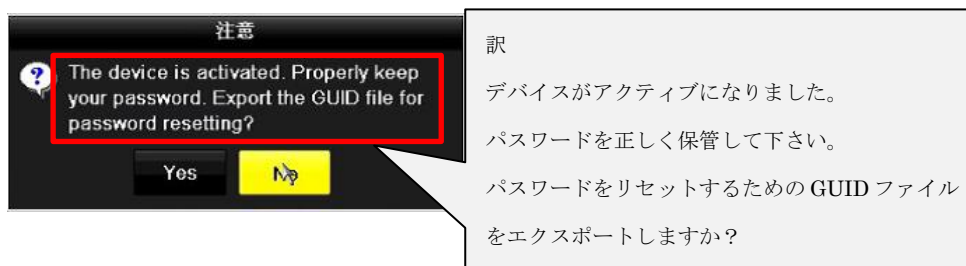 注意
The device is activated. Properly keep
your password. Export the GUID file for
password resetting?
Yes
No
訳
デバイスがアクティブになりました。
パスワードを正しく保管して下さい。
パスワードをリセットするための GUID ファイル
をエクスポートしますか？